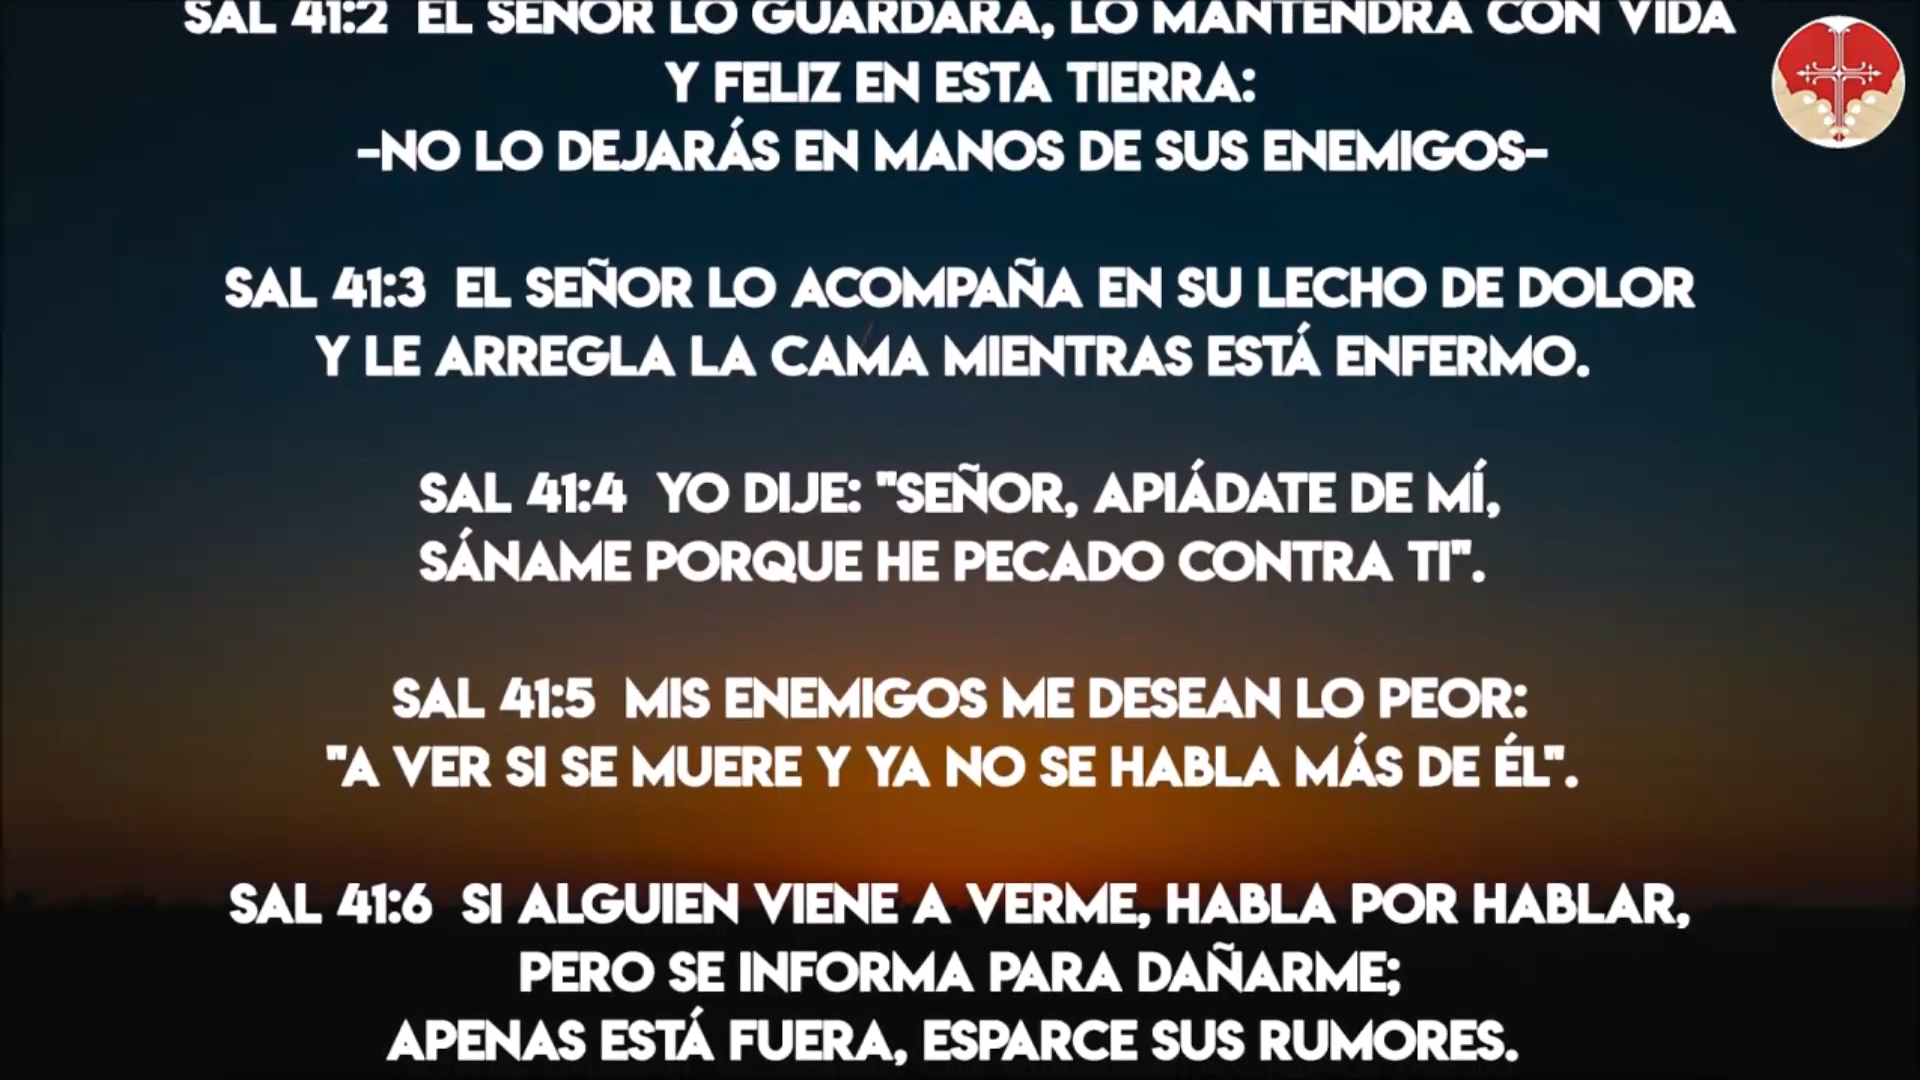 SAL 41:2 EL SEÑOR LO GUARDARÁ, LO MANTENDRÁ CON VIDA
Y FELIZ EN ESTA TIERRA:
-NO LO DEJARÁS EN MANOS DE SUS ENEMIGOS-
SAL 41:3 EL SEÑOR LO ACOMPAÑA EN SU LECHO DE DOLOR
Y LE ARREGLA LA CAMA MIENTRAS ESTÁ ENFERMO.
SAL 41:4 YO DIJE: "SEÑOR, APIÁDATE DE MÍ,
SÁNAME PORQUE HE PECADO CONTRA TI".
SAL 41:5 MIS ENEMIGOS ME DESEAN LO PEOR:
"A VER SI SE MUERE Y YA NO SE HABLA MÁS DE ÉL".
SAL 41:6 SI ALGUIEN VIENE A VERME, HABLA POR HABLAR,
PERO SE INFORMA PARA DAÑARME;
APENAS ESTÁ FUERA, ESPARCE SUS RUMORES.